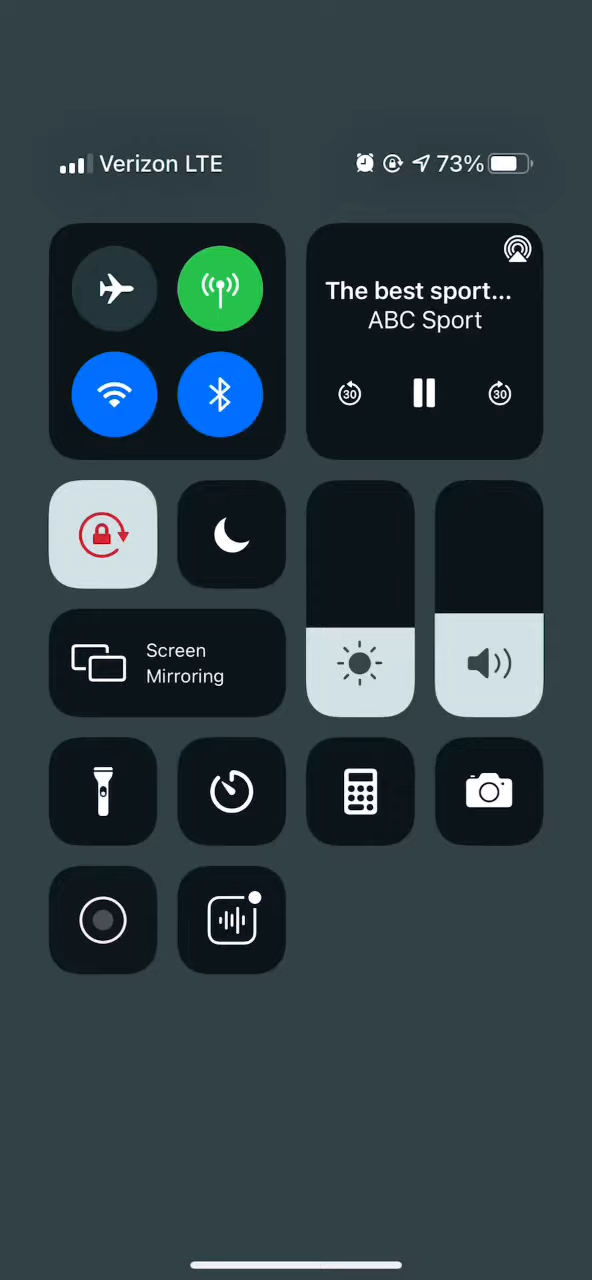 Verizon LTE
73%
The best sport...
ABC Sport
30
30
Screen
Mirroring